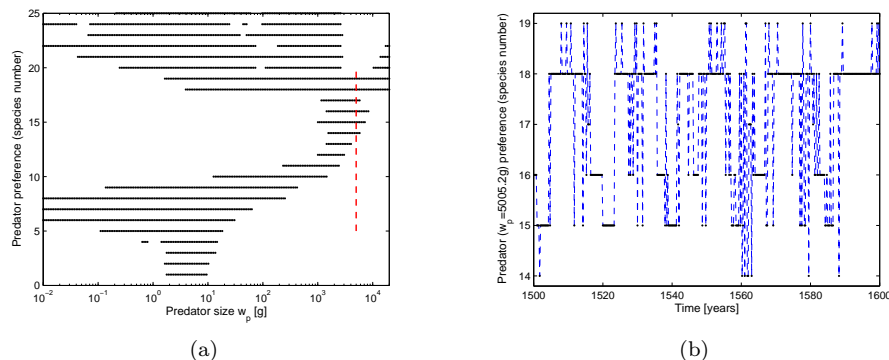 25
20
15
10
5
0
Predator preference (species number)
10^−2 10^−1 10^0 10^1 10^2 10^3 10^4
Predator size w_p [g]
(a)
19
18
17
16
15
14
Predator (w_p=5005.2g) preference (species number)
1500 1520 1540 1560 1580 1600
Time [years]
(b)